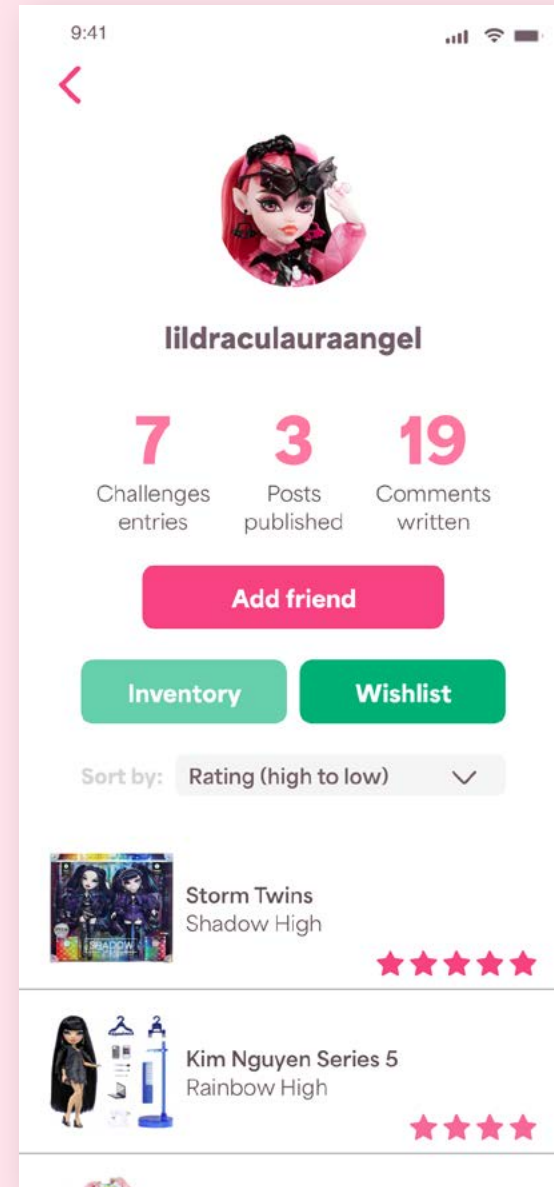 9:41
lildraculauraangel
7 3 19
Challenges Posts Comments
entries published written
Add friend
Inventory Wishlist
Sort by: Rating (high to low)
Storm Twins
Shadow High
SHADOW
Kim Nguyen Series 5
Rainbow High